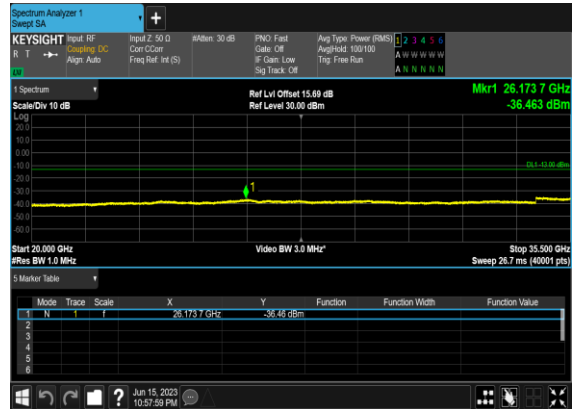 Spectrum Analyzer 1
Swept SA
+
KEYSIGHT
R T
Input: RF
Coupling: DC
Align: Auto
Input Z: 50 Ω
Corr CCorr
Freq Ref: Int (S)
#Atten: 30 dB
PNO: Fast
Gate: Off
IF Gain: Low
Sig Track: Off
Avg Type: Power (RMS)
Avg|Hold: 100/100
Trig: Free Run
1 2 3 4 5 6
A W W W W W
A N N N N N
1 Spectrum
Scale/Div 10 dB
Ref Lvl Offset 15.69 dB
Ref Level 30.00 dBm
Mkr1 26.173 7 GHz
-36.463 dBm
Log
20.0
10.0
0.00
-10.0
DL1 -13.00 dBm
-20.0
-30.0
1
-40.0
-50.0
-60.0
Start 20.000 GHz
#Res BW 1.0 MHz
Video BW 3.0 MHz*
Stop 35.500 GHz
Sweep 26.7 ms (40001 pts)
5 Marker Table
Mode Trace Scale X Y Function Function Width Function Value
1 N 1 f 26.173 7 GHz -36.46 dBm
2
3
4
5
6
? Jun 15, 2023
10:57:59 PM